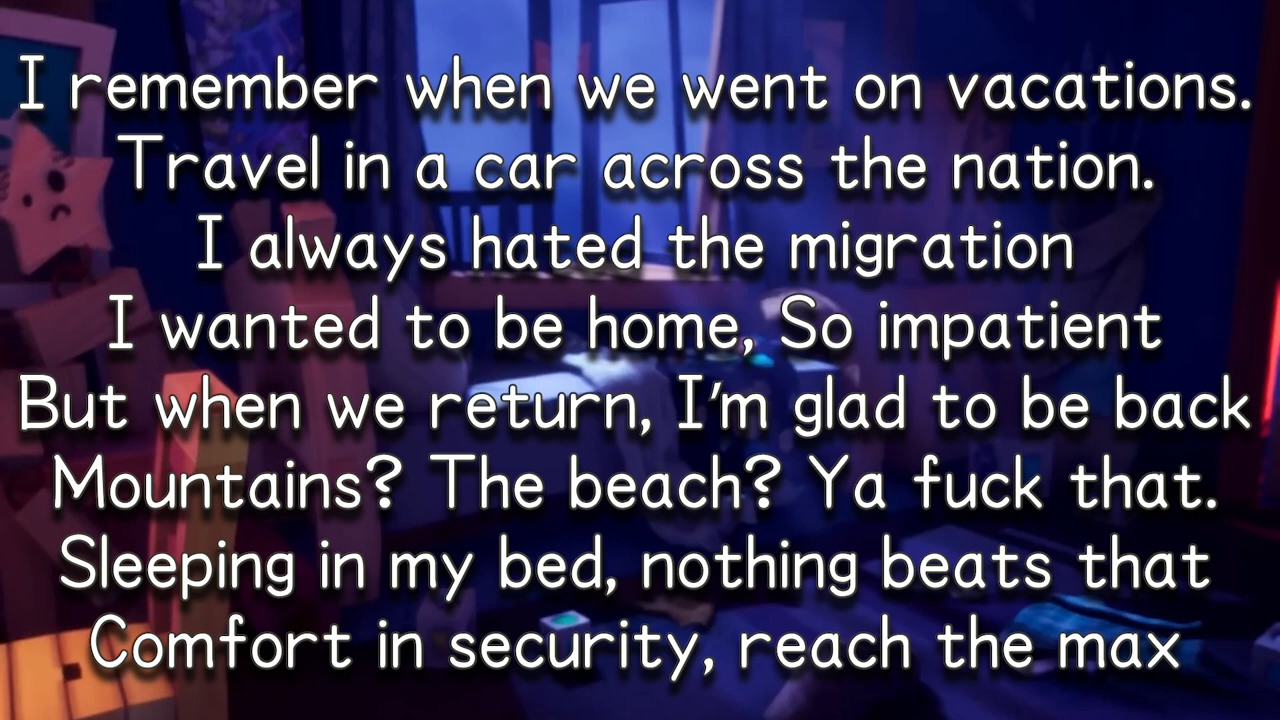 I remember when we went on vacations.
Travel in a car across the nation.
I always hated the migration
I wanted to be home, So impatient
But when we return, I'm glad to be back
Mountains? The beach? Ya fuck that.
Sleeping in my bed, nothing beats that
Comfort in security, reach the max